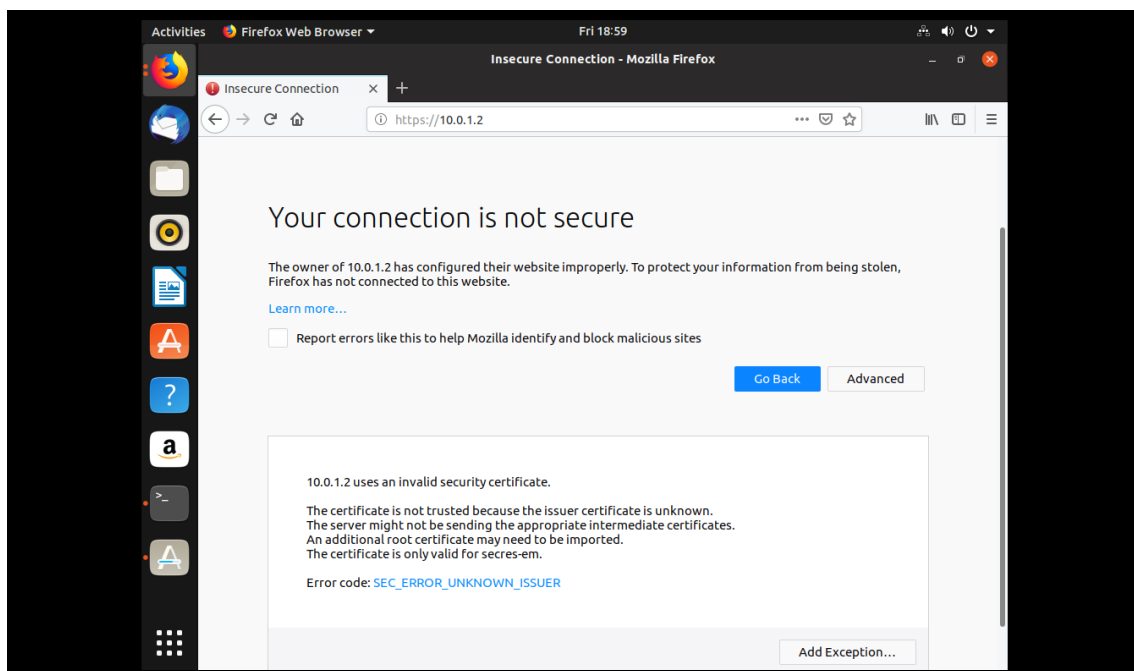 Activities Firefox Web Browser Fri 18:59
Insecure Connection - Mozilla Firefox
Insecure Connection
https://10.0.1.2
Your connection is not secure
The owner of 10.0.1.2 has configured their website improperly. To protect your information from being stolen,
Firefox has not connected to this website.
Learn more...
Report errors like this to help Mozilla identify and block malicious sites
Go Back Advanced
10.0.1.2 uses an invalid security certificate.
The certificate is not trusted because the issuer certificate is unknown.
The server might not be sending the appropriate intermediate certificates.
An additional root certificate may need to be imported.
The certificate is only valid for secres-em.
Error code: SEC_ERROR_UNKNOWN_ISSUER
Add Exception...